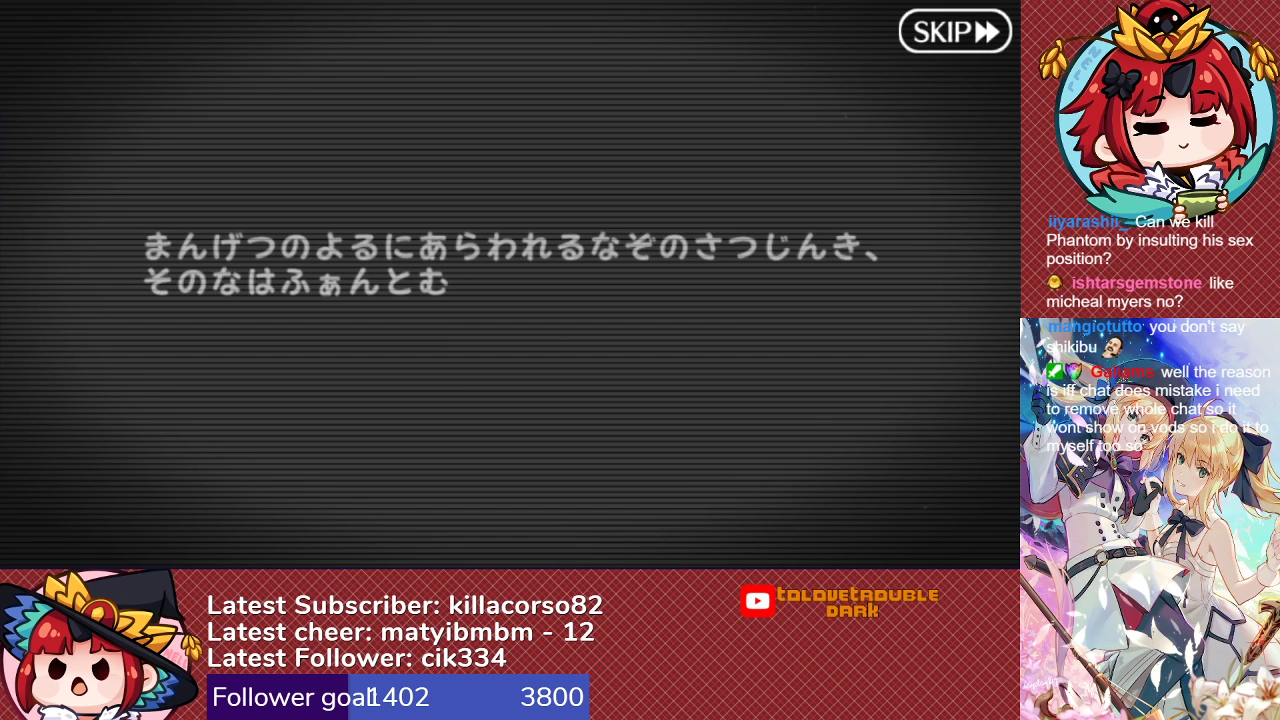 SKIP
まんげつのよるにあらわれるなぞのさつじんき、
そのなはふぁんとむ
iiyarashii_ Can we kill
Phantom by insulting his sex
position?
ishtarsgemstone like
micheal myers no?
mangiotutto you don't say
shikibu
Galiams well the reason
is iff chat does mistake i need
to remove whole chat so it
wont show on vods so i do it to
myself too so
Latest Subscriber: killacorso82
Latest cheer: matyibmbm - 12
Latest Follower: cik334
Follower goal 1402 3800
TOLOVETROUBLE
DARK